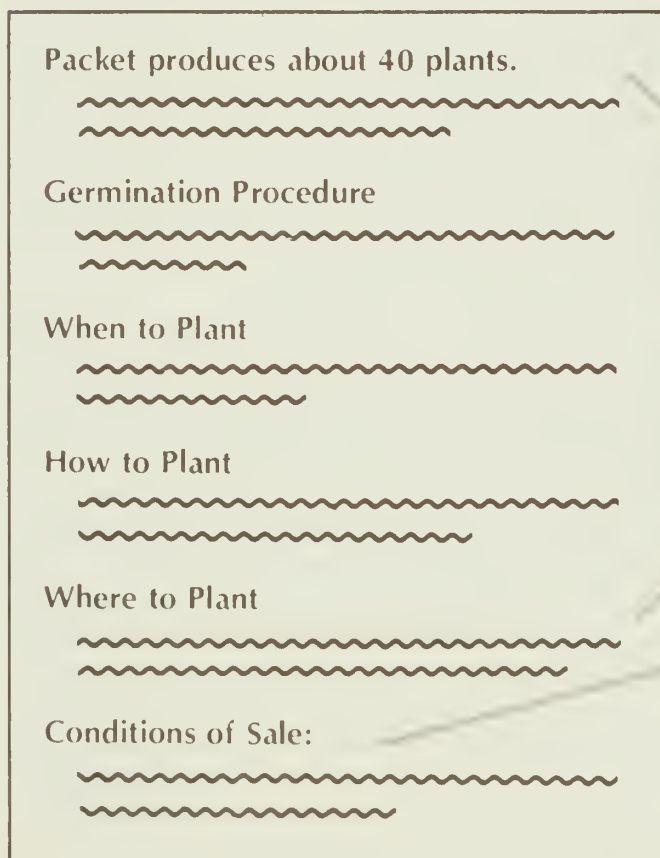 Packet produces about 40 plants.
Germination Procedure
When to Plant
How to Plant
Where to Plant
Conditions of Sale: